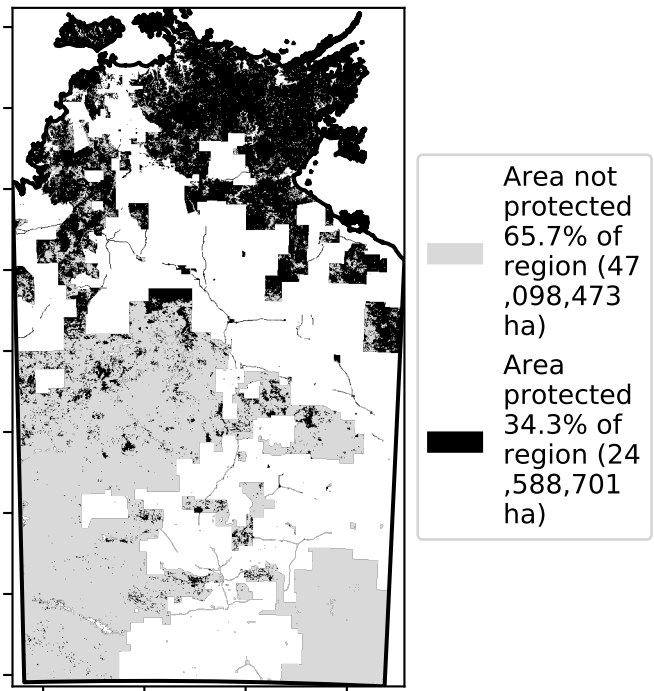 Area not
protected
65.7% of
region (47
,098,473
ha)
Area
protected
34.3% of
region (24
,588,701
ha)